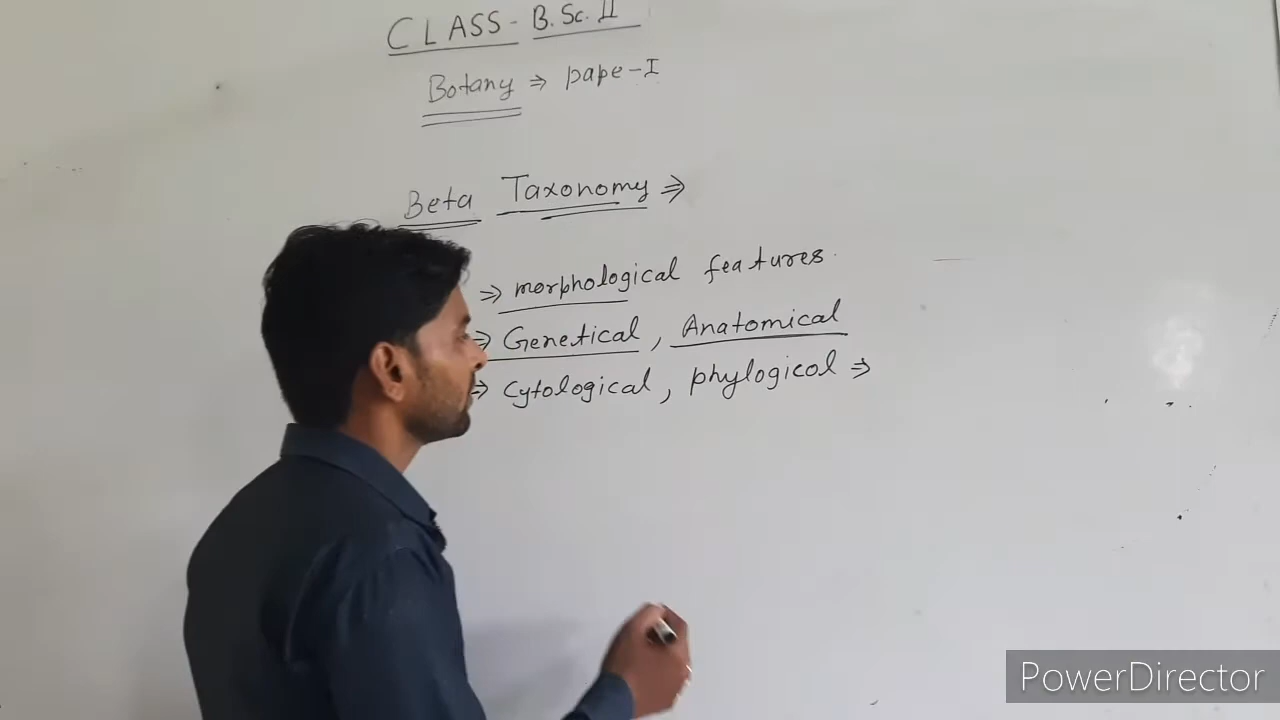 CLASS - B.Sc. II
Botany ⇒ pape-I
Beta Taxonomy ⇒
⇒ morphological features
⇒ Genetical, Anatomical
⇒ Cytological, phylogicol ⇒
PowerDirector